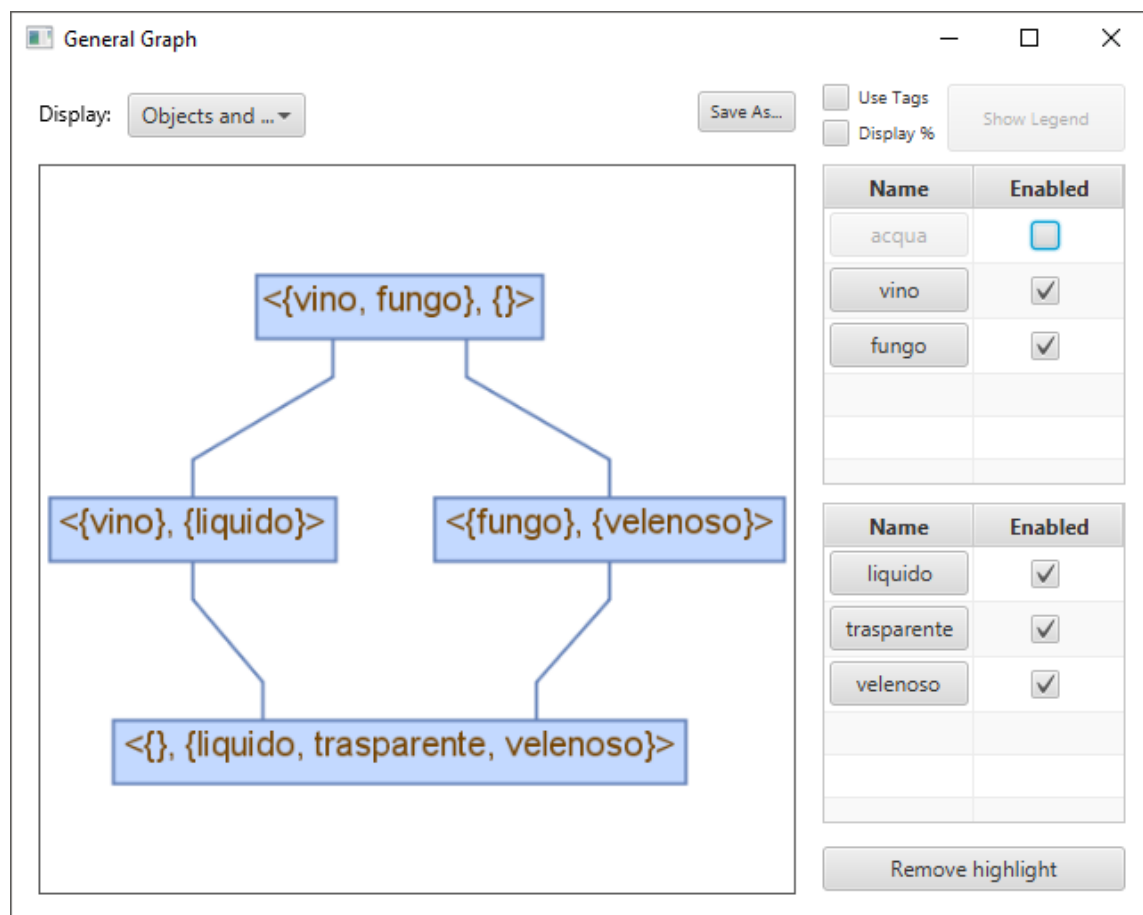 General Graph
Display:
Objects and ...
Save As...
Use Tags
Display %
Show Legend
<{vino, fungo}, {}>
<{vino}, {liquido}>
<{fungo}, {velenoso}>
<{}, {liquido, trasparente, velenoso}>
Name Enabled
acqua
vino
fungo
Name Enabled
liquido
trasparente
velenoso
Remove highlight